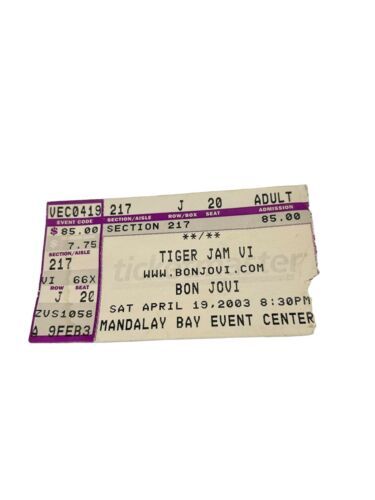 VEC0419 217 J 20 ADULT
EVENT CODE SECTION/AISLE ROW/BOX SEAT ADMISSION
$ 85.00 SECTION 217 85.00
7.75 **/**
SECTION/AISLE TIGER JAM VI
217 WWW.BONJOVI.COM
VI 66X BON JOVI
ROW SEAT
J 20 SAT APRIL 19,2003 8:30PM
ZVS1058 MANDALAY BAY EVENT CENTER
A 9FEB3